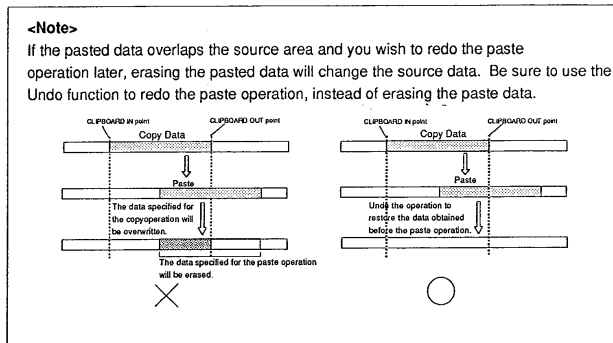 <Note>
If the pasted data overlaps the source area and you wish to redo the paste
operation later, erasing the pasted data will change the source data. Be sure to use the
Undo function to redo the paste operation, instead of erasing the paste data.
CLIPBOARD IN point
CLIPBOARD OUT point
Copy Data
Paste
The data specified for
the copyoperation will
be overwritten.
The data specified for the paste operation
will be erased.
CLIPBOARD IN point
CLIPBOARD OUT point
Copy Data
Paste
Undo the operation to
restore the data obtained
before the paste operation.